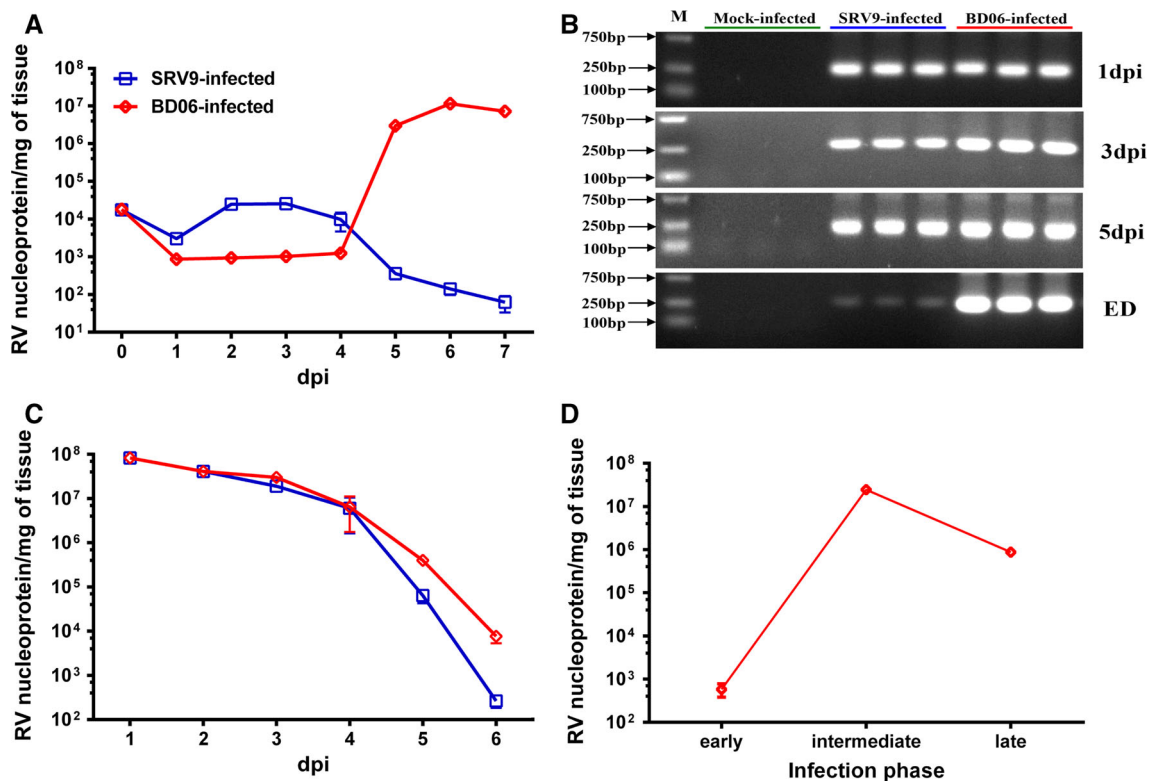 A
RV nucleoprotein/mg of tissue
10⁸
10⁷
10⁶
10⁵
10⁴
10³
10²
10¹
SRV9-infected
BD06-infected
0 1 2 3 4 5 6 7
dpi
B
M Mock-infected SRV9-infected BD06-infected
750bp
250bp
100bp
1dpi
750bp
250bp
100bp
3dpi
750bp
250bp
100bp
5dpi
750bp
250bp
100bp
ED
C
RV nucleoprotein/mg of tissue
10⁸
10⁷
10⁶
10⁵
10⁴
10³
10²
1 2 3 4 5 6
dpi
D
RV nucleoprotein/mg of tissue
10⁸
10⁷
10⁶
10⁵
10⁴
10³
10²
early intermediate late
Infection phase